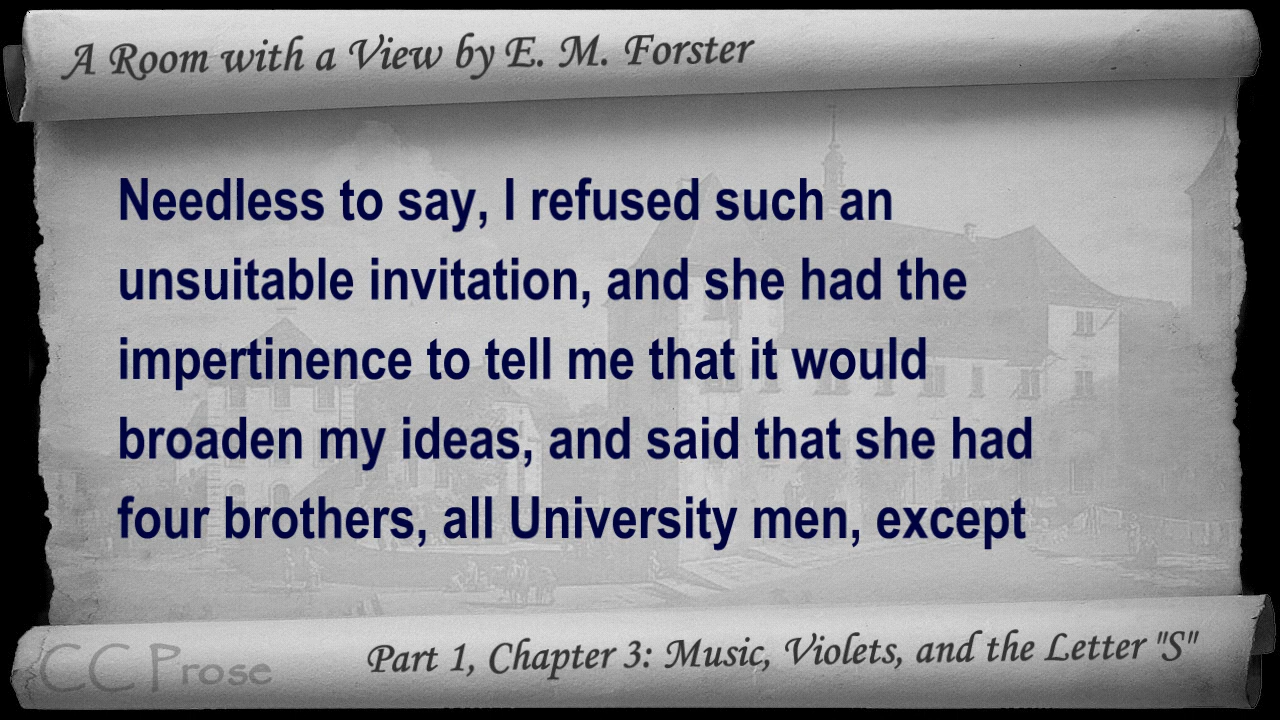 A Room with a View by E. M. Forster
Needless to say, I refused such an
unsuitable invitation, and she had the
impertinence to tell me that it would
broaden my ideas, and said that she had
four brothers, all University men, except
CC Prose
Part 1, Chapter 3: Music, Violets, and the Letter "S"